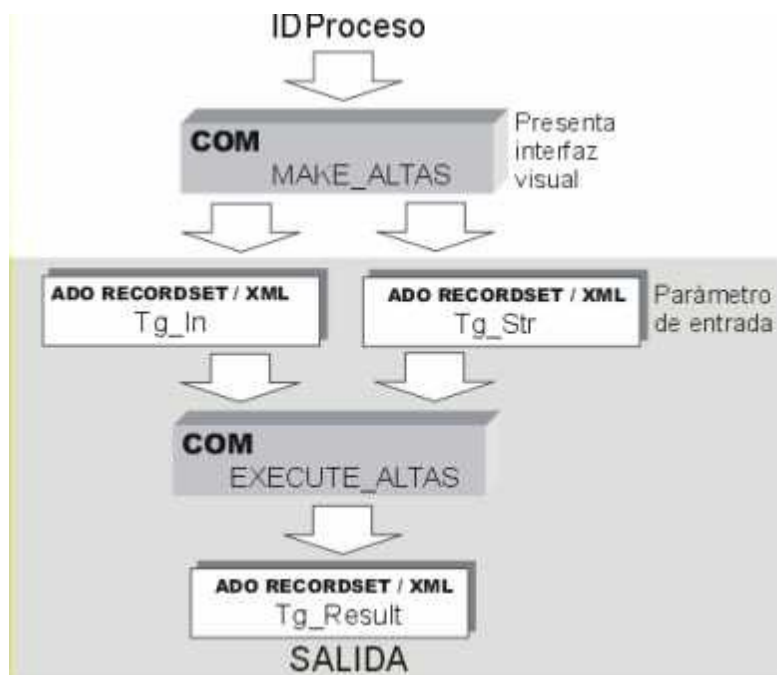 IDProceso
COM
MAKE_ALTAS
Presenta
interfaz
visual
ADO RECORDSET / XML
Tg_In
ADO RECORDSET / XML
Tg_Str
Parámetro
de entrada
COM
EXECUTE_ALTAS
ADO RECORDSET / XML
Tg_Result
SALIDA